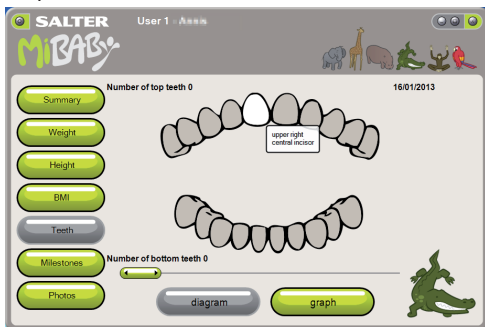 SALTER
User 1 -
MiBABY
Number of top teeth 0
16/01/2013
Summary
upper right
central incisor
Weight
Height
BMI
Teeth
Number of bottom teeth 0
Milestones
Photos
diagram
graph